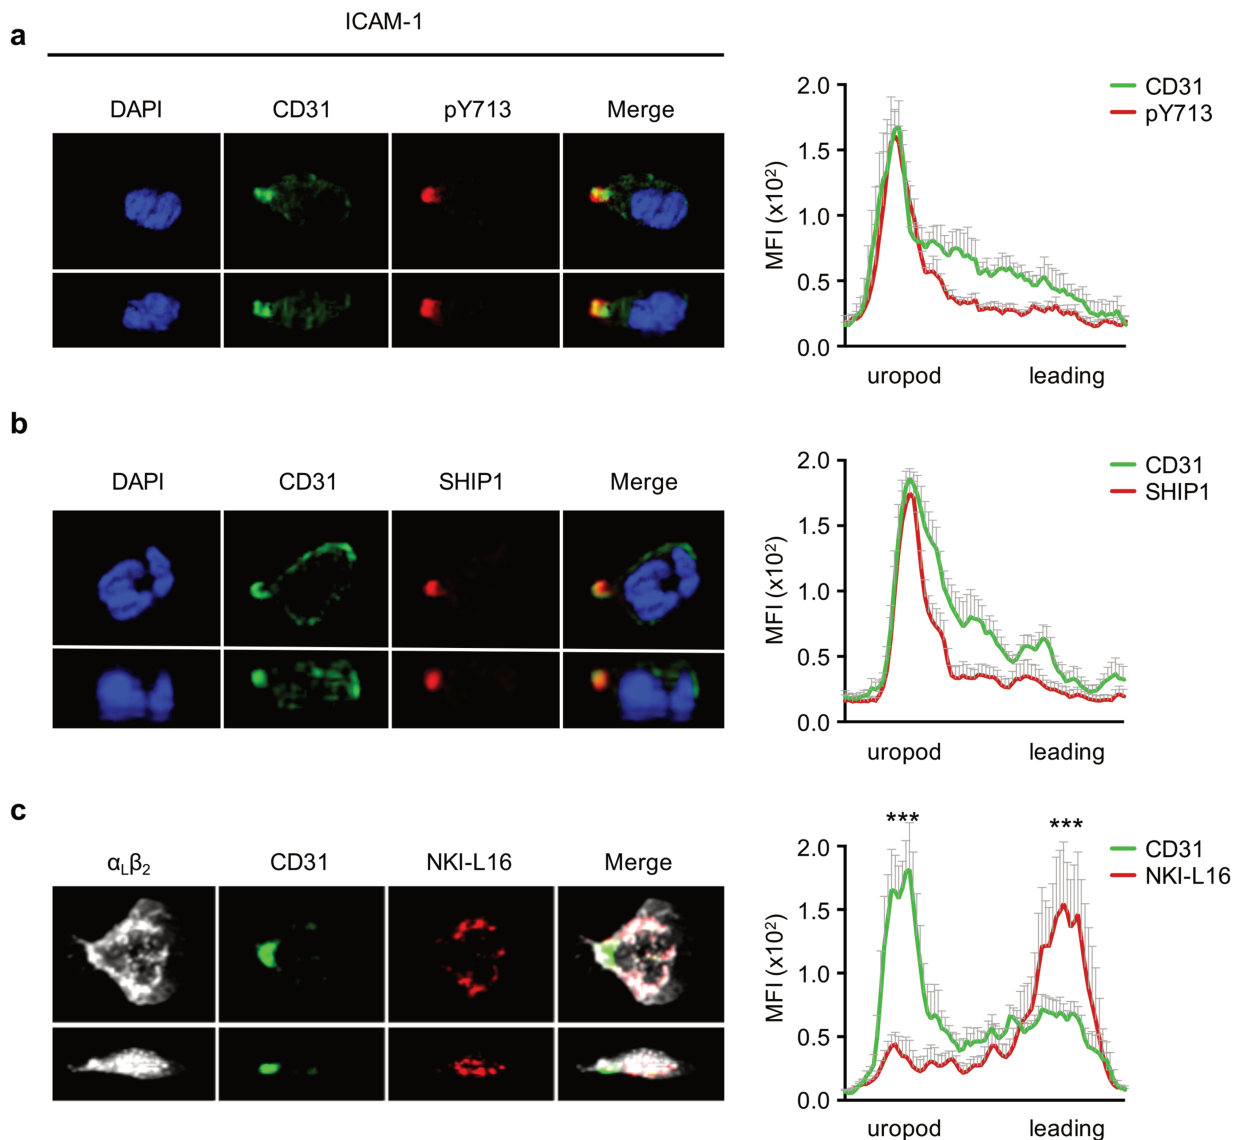 a
ICAM-1
DAPI CD31 pY713 Merge
2.0
1.5
1.0
0.5
0.0
MFI (x10²)
uropod leading
CD31
pY713
b
DAPI CD31 SHIP1 Merge
2.0
1.5
1.0
0.5
0.0
MFI (x10²)
uropod leading
CD31
SHIP1
c
αLβ2 CD31 NKI-L16 Merge
2.0
1.5
1.0
0.5
0.0
MFI (x10²)
*** ***
uropod leading
CD31
NKI-L16